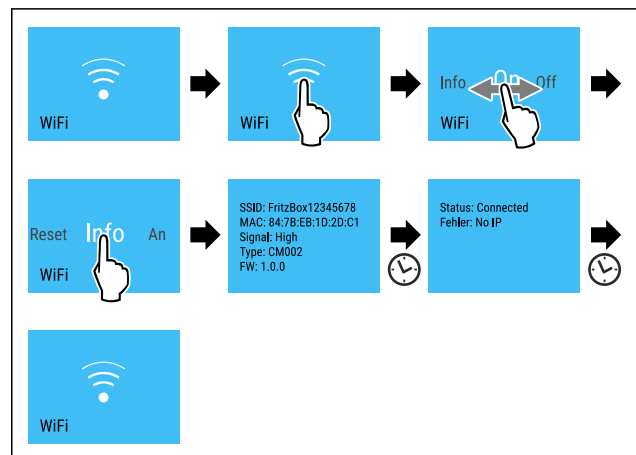 WiFi
WiFi
Info On Off
WiFi
Reset Info An
WiFi
SSID: FritzBox12345678
MAC: 84:7B:EB:1D:2D:C1
Signal: High
Type: CM002
FW: 1.0.0
Status: Connected
Fehler: No IP
WiFi